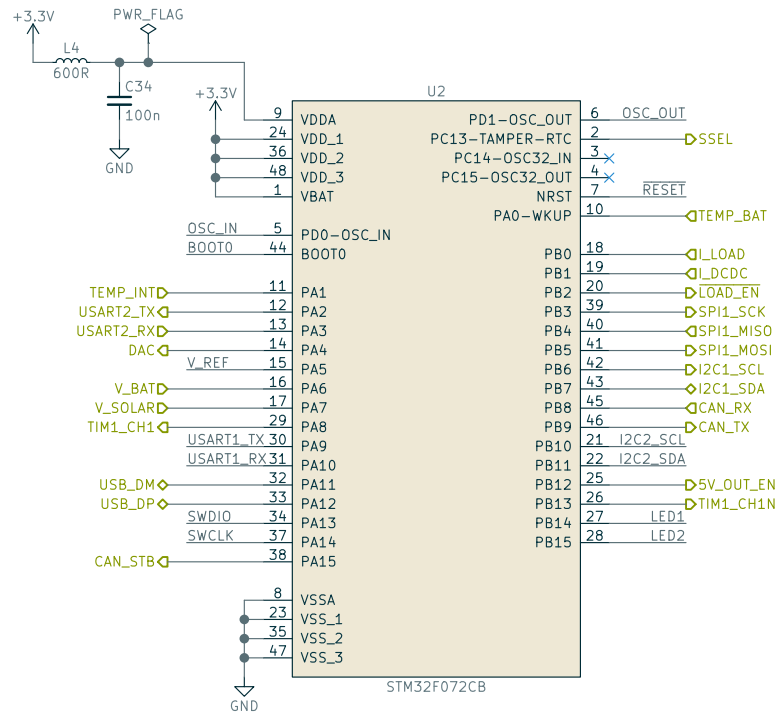 +3.3V
PWR_FLAG
L4
600R
C34
100n
GND
+3.3V
U2
9 VDDA
24 VDD_1
36 VDD_2
48 VDD_3
1 VBAT
OSC_IN 5 PD0-OSC_IN
BOOT0 44 BOOT0
TEMP_INT 11 PA1
USART2_TX 12 PA2
USART2_RX 13 PA3
DAC 14 PA4
V_REF 15 PA5
V_BAT 16 PA6
V_SOLAR 17 PA7
TIM1_CH1 29 PA8
USART1_TX 30 PA9
USART1_RX 31 PA10
USB_DM 32 PA11
USB_DP 33 PA12
SWDIO 34 PA13
SWCLK 37 PA14
CAN_STB 38 PA15
8 VSSA
23 VSS_1
35 VSS_2
47 VSS_3
GND
PD1-OSC_OUT 6 OSC_OUT
PC13-TAMPER-RTC 2 SSEL
PC14-OSC32_IN 3
PC15-OSC32_OUT 4
NRST 7 RESET
PA0-WKUP 10 TEMP_BAT
PB0 18 I_LOAD
PB1 19 I_DCDC
PB2 20 LOAD_EN
PB3 39 SPI1_SCK
PB4 40 SPI1_MISO
PB5 41 SPI1_MOSI
PB6 42 I2C1_SCL
PB7 43 I2C1_SDA
PB8 45 CAN_RX
PB9 46 CAN_TX
PB10 21 I2C2_SCL
PB11 22 I2C2_SDA
PB12 25 5V_OUT_EN
PB13 26 TIM1_CH1N
PB14 27 LED1
PB15 28 LED2
STM32F072CB